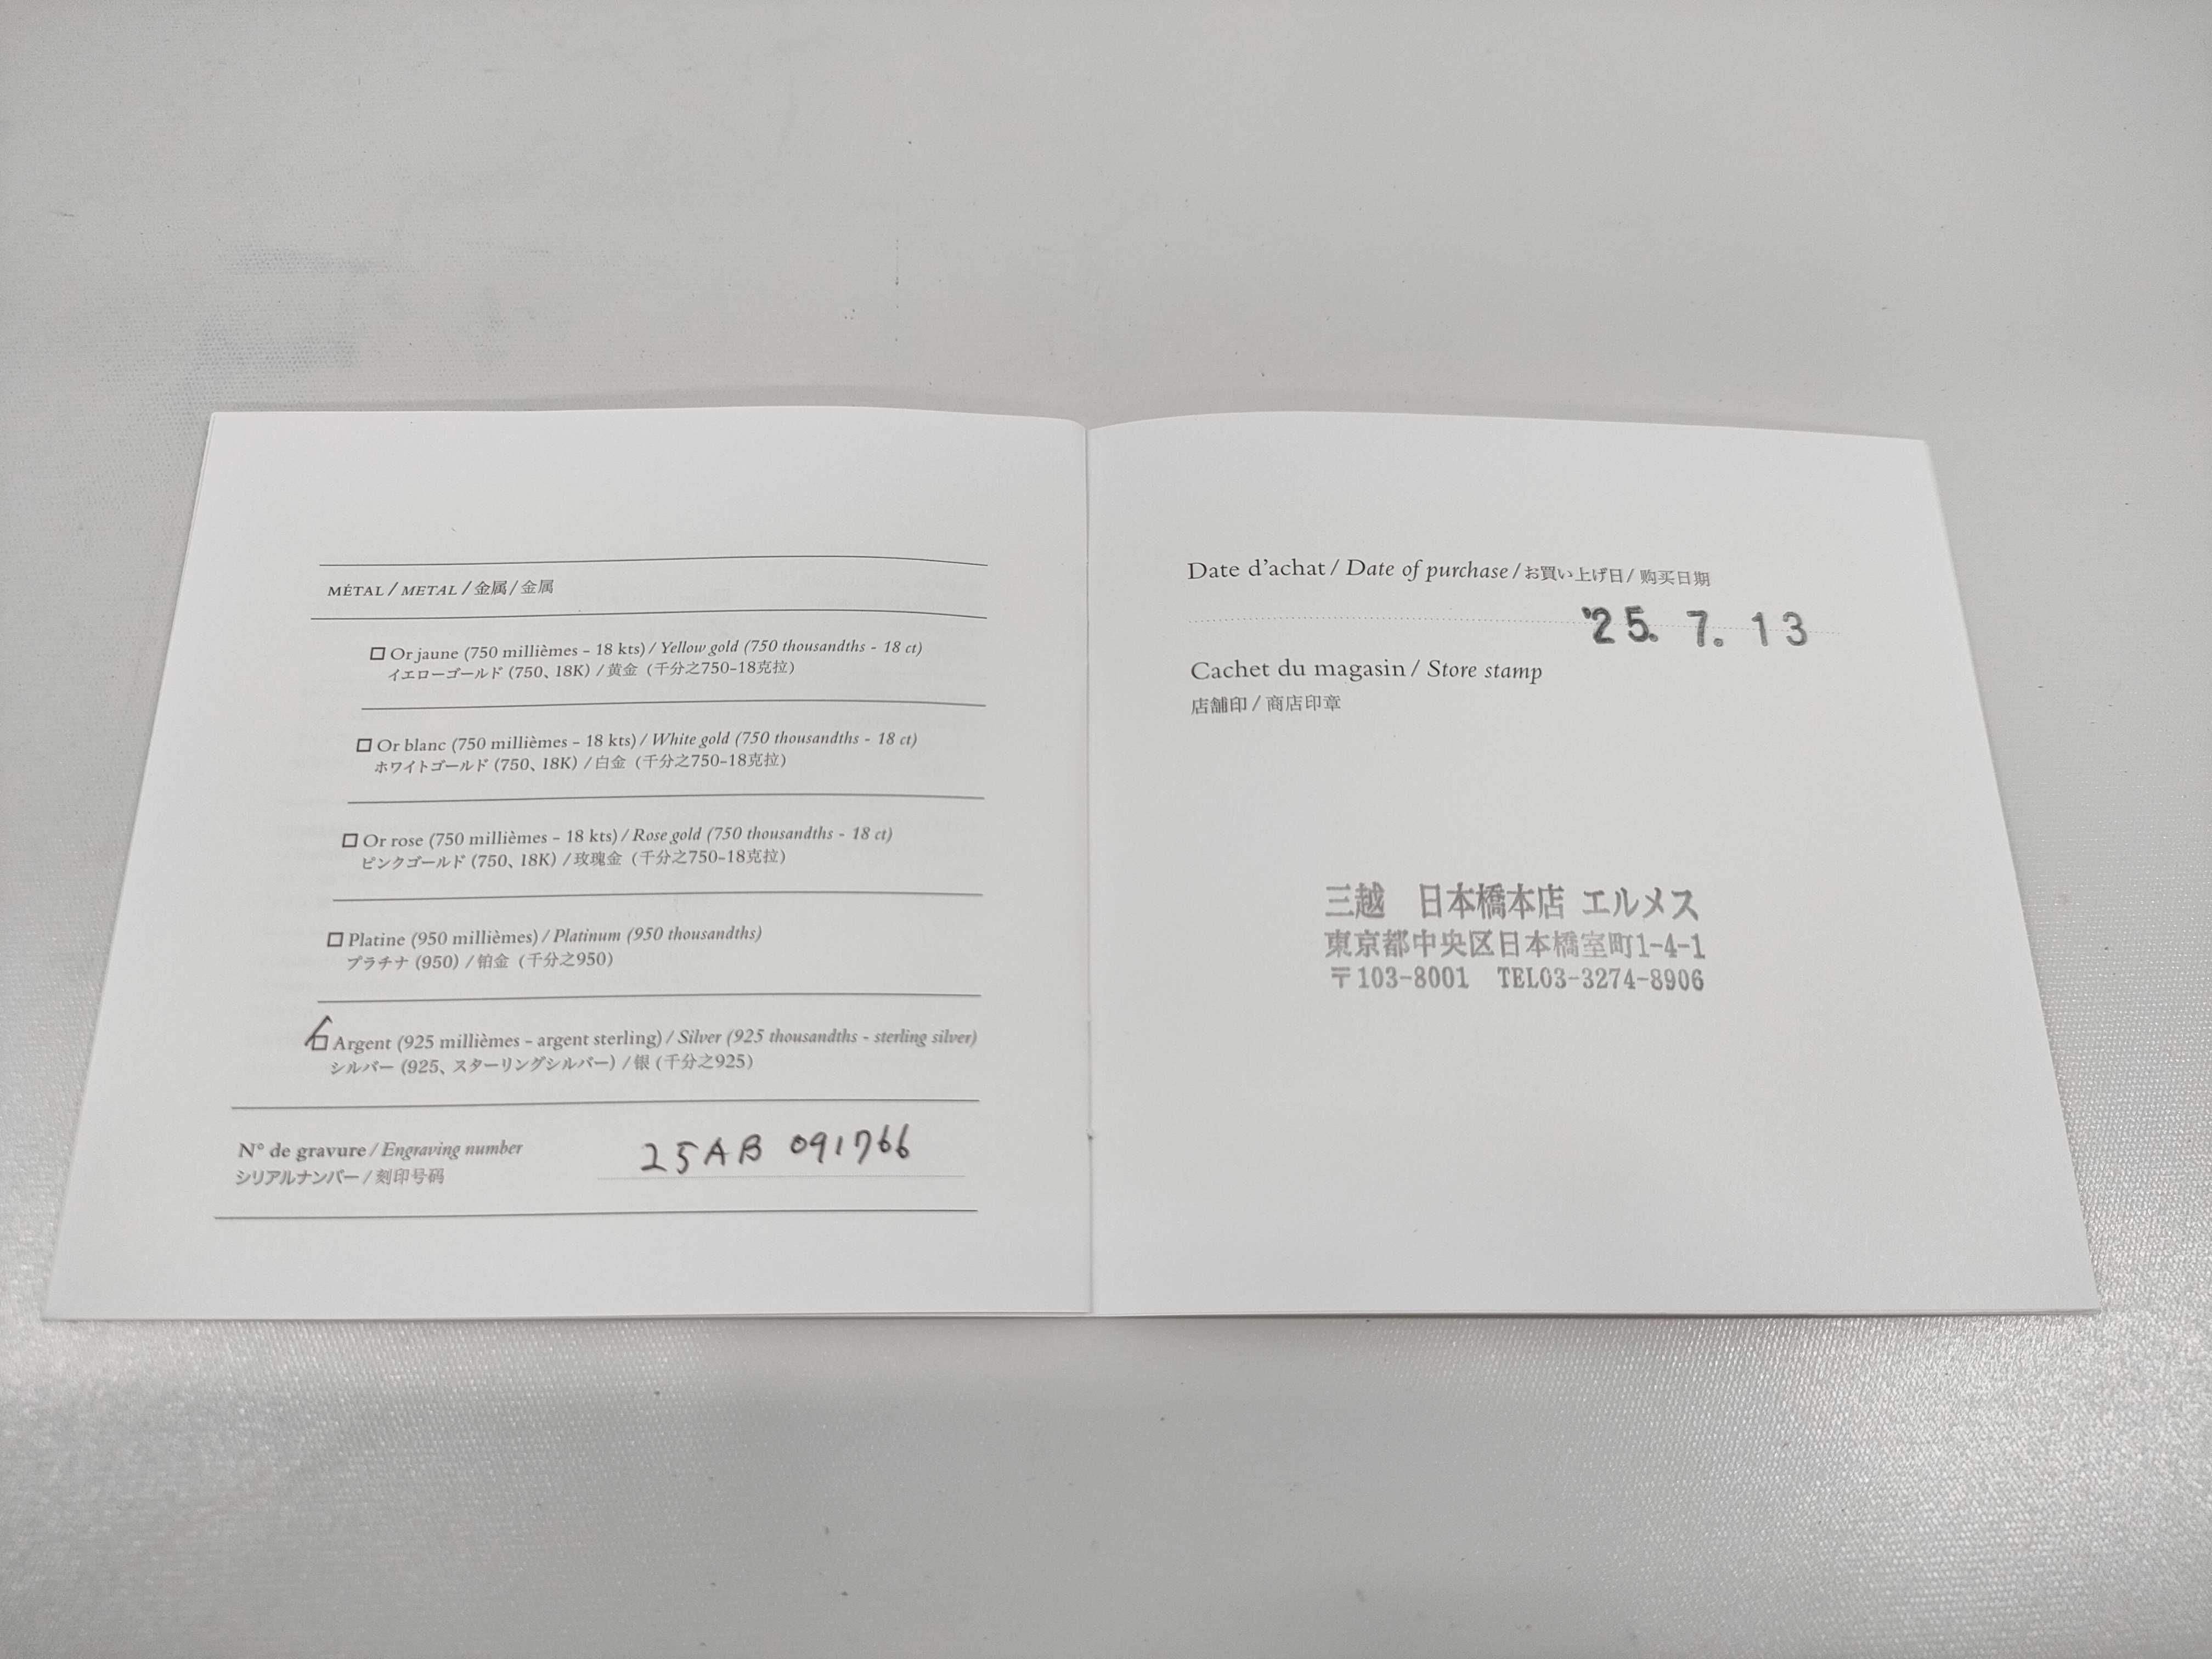 MÉTAL / METAL / 金属 / 金属
Or jaune (750 millièmes – 18 kts) / Yellow gold (750 thousandths - 18 ct)
イエローゴールド (750、18K) / 黄金（千分之750–18克拉）
Or blanc (750 millièmes – 18 kts) / White gold (750 thousandths - 18 ct)
ホワイトゴールド (750、18K) / 白金（千分之750–18克拉）
Or rose (750 millièmes – 18 kts) / Rose gold (750 thousandths - 18 ct)
ピンクゴールド (750、18K) / 玫瑰金（千分之750–18克拉）
Platine (950 millièmes) / Platinum (950 thousandths)
プラチナ (950) / 铂金（千分之950）
Argent (925 millièmes – argent sterling) / Silver (925 thousandths - sterling silver)
シルバー (925、スターリングシルバー) / 银 (千分之925)
N° de gravure / Engraving number 25AB 091766
シリアルナンバー / 刻印号码
Date d'achat / Date of purchase / お買い上げ日 / 购买日期
'25. 7. 13
Cachet du magasin / Store stamp
店舗印 / 商店印章
三越 日本橋本店 エルメス
東京都中央区日本橋室町1-4-1
〒103-8001 TEL03-3274-8906